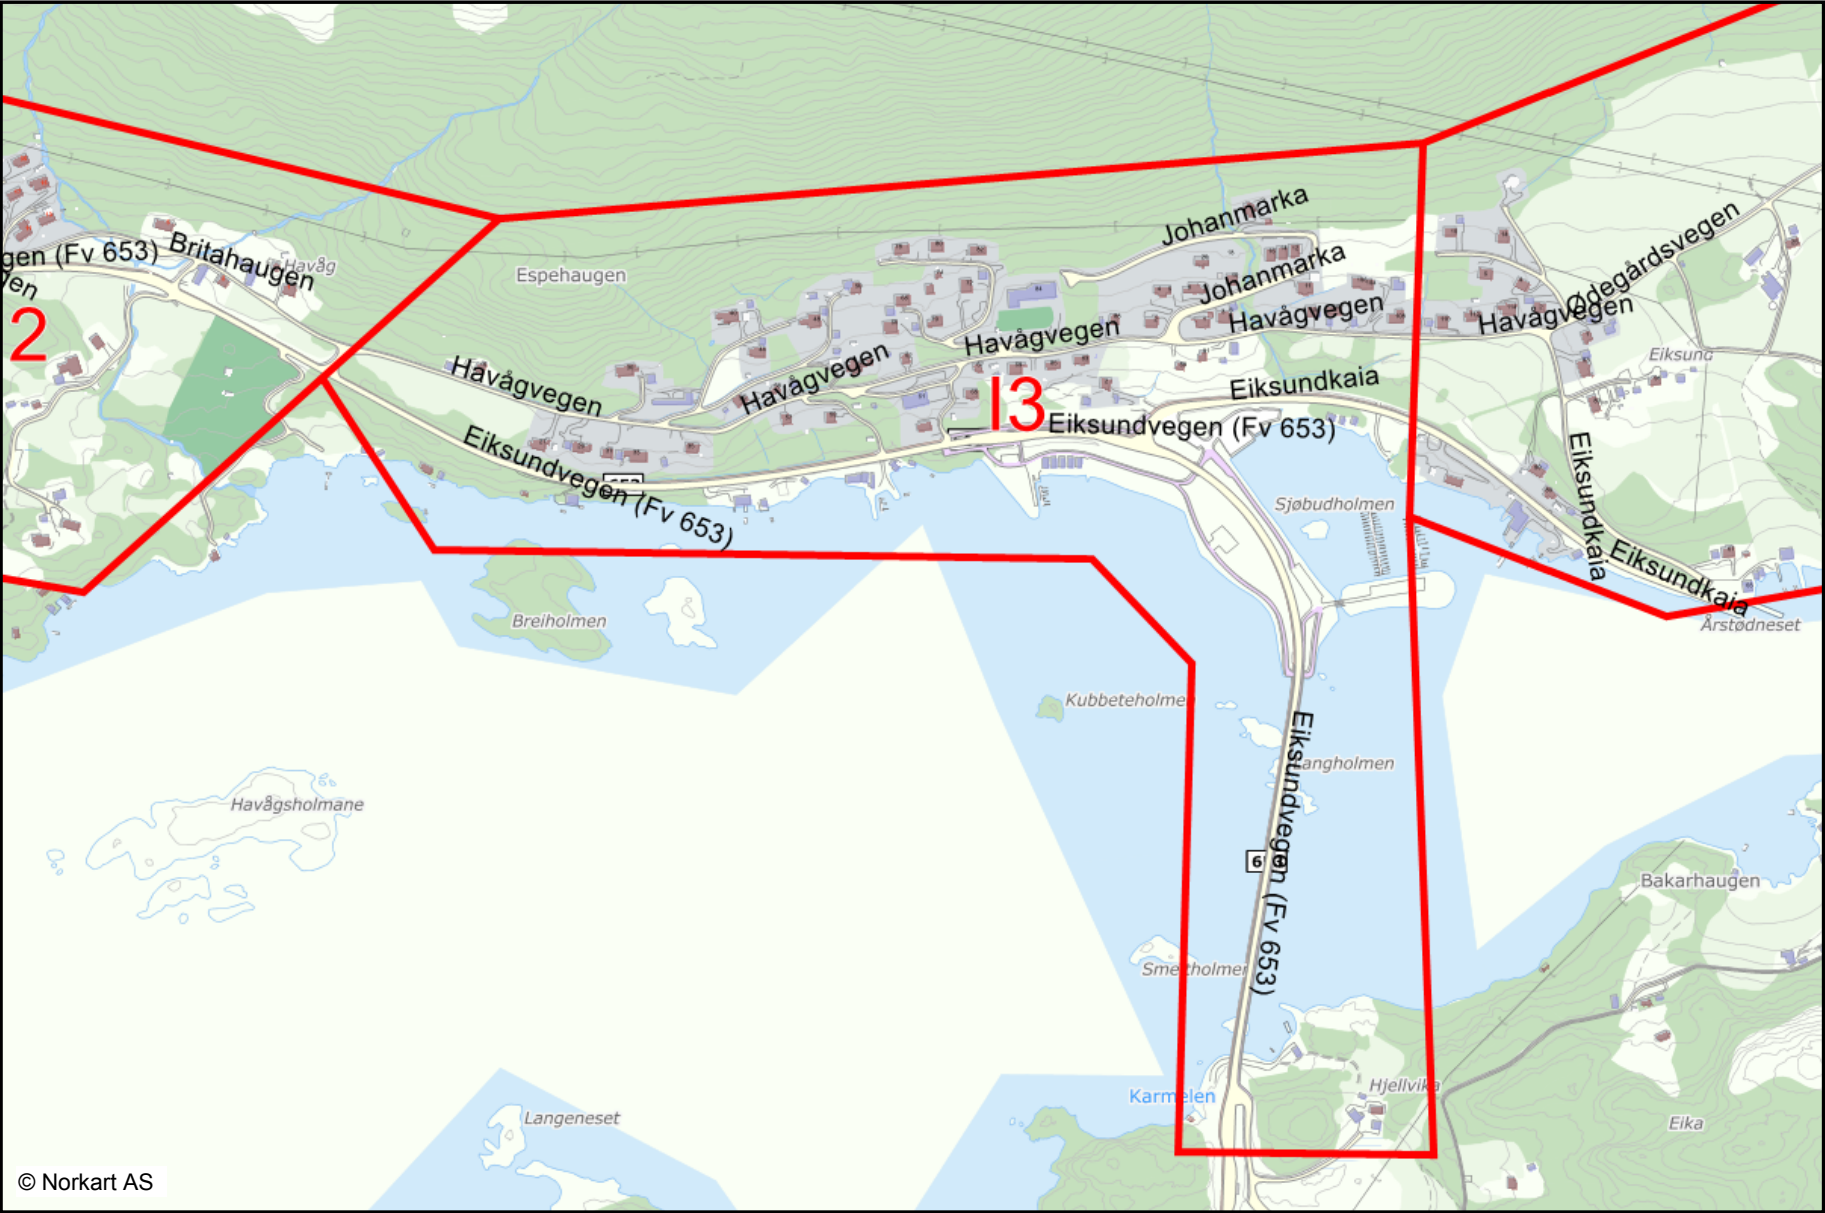 Johanmarka
gen (Fv 653)
Britahaugen
Havåg
Espehaugen
Johanmarka
Ødegårdsvegen
Havågvegen
Havågvegen
Havågvegen
2
Havågvegen
Havågvegen
Eiksund
Eiksundkaia
I3
Eiksundvegen (Fv 653)
Eiksundvegen (Fv 653)
Eiksundkaia
Sjøbudholmen
Eiksundkaia
Breiholmen
Årstødneset
Kubbeteholmen
Eiksundvegen (Fv 653)
Langholmen
Havågsholmane
Bakarhaugen
Hjellvika
Karmelen
Langeneset
Eika
© Norkart AS